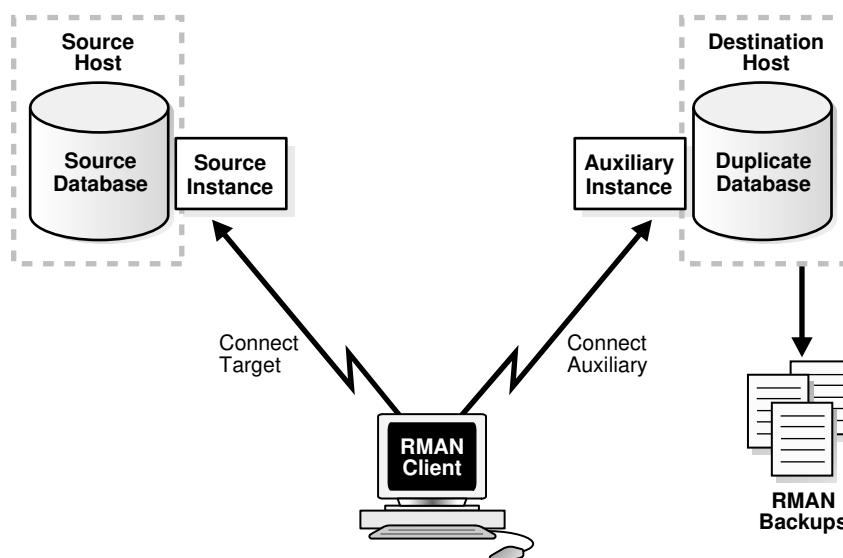 Source
Host
Source
Database
Source
Instance
Destination
Host
Auxiliary
Instance
Duplicate
Database
Connect
Target
Connect
Auxiliary
RMAN
Client
RMAN
Backups